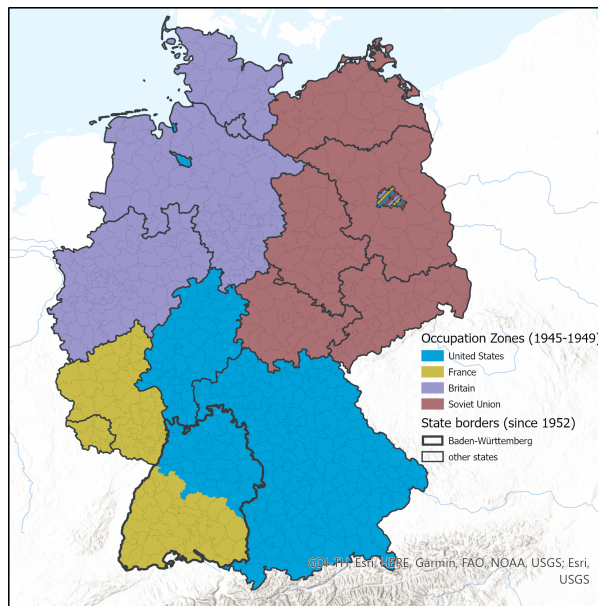 Occupation Zones (1945-1949)
United States
France
Britain
Soviet Union
State borders (since 1952)
Baden-Württemberg
other states
GDI-TH, Esri, HERE, Garmin, FAO, NOAA, USGS; Esri,
USGS